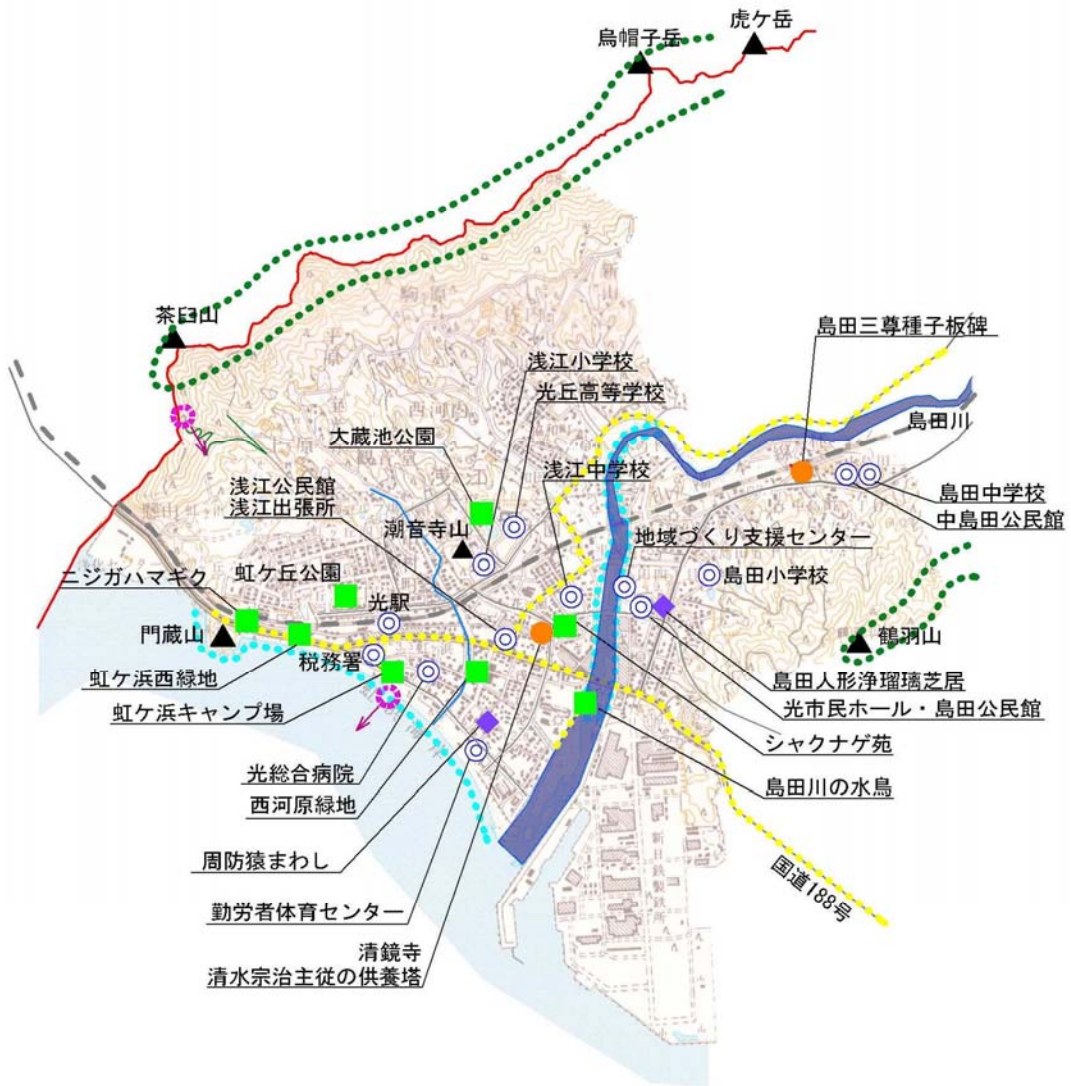 虎ケ岳
烏帽子岳
茶臼山
島田三尊種子板碑
浅江小学校
光丘高等学校
島田川
大蔵池公園
浅江公民館
浅江出張所
浅江中学校
島田中学校
中島田公民館
潮音寺山
地域づくり支援センター
ニジガハマギク
虹ケ丘公園
光駅
島田小学校
門蔵山
鶴羽山
税務署
虹ケ浜西緑地
島田人形浄瑠璃芝居
虹ケ浜キャンプ場
光市民ホール・島田公民館
シャクナゲ苑
光総合病院
島田川の水鳥
西河原緑地
周防猿まわし
国道188号
勤労者体育センター
清鏡寺
清水宗治主従の供養塔
新日鉄製鉄所
西河内